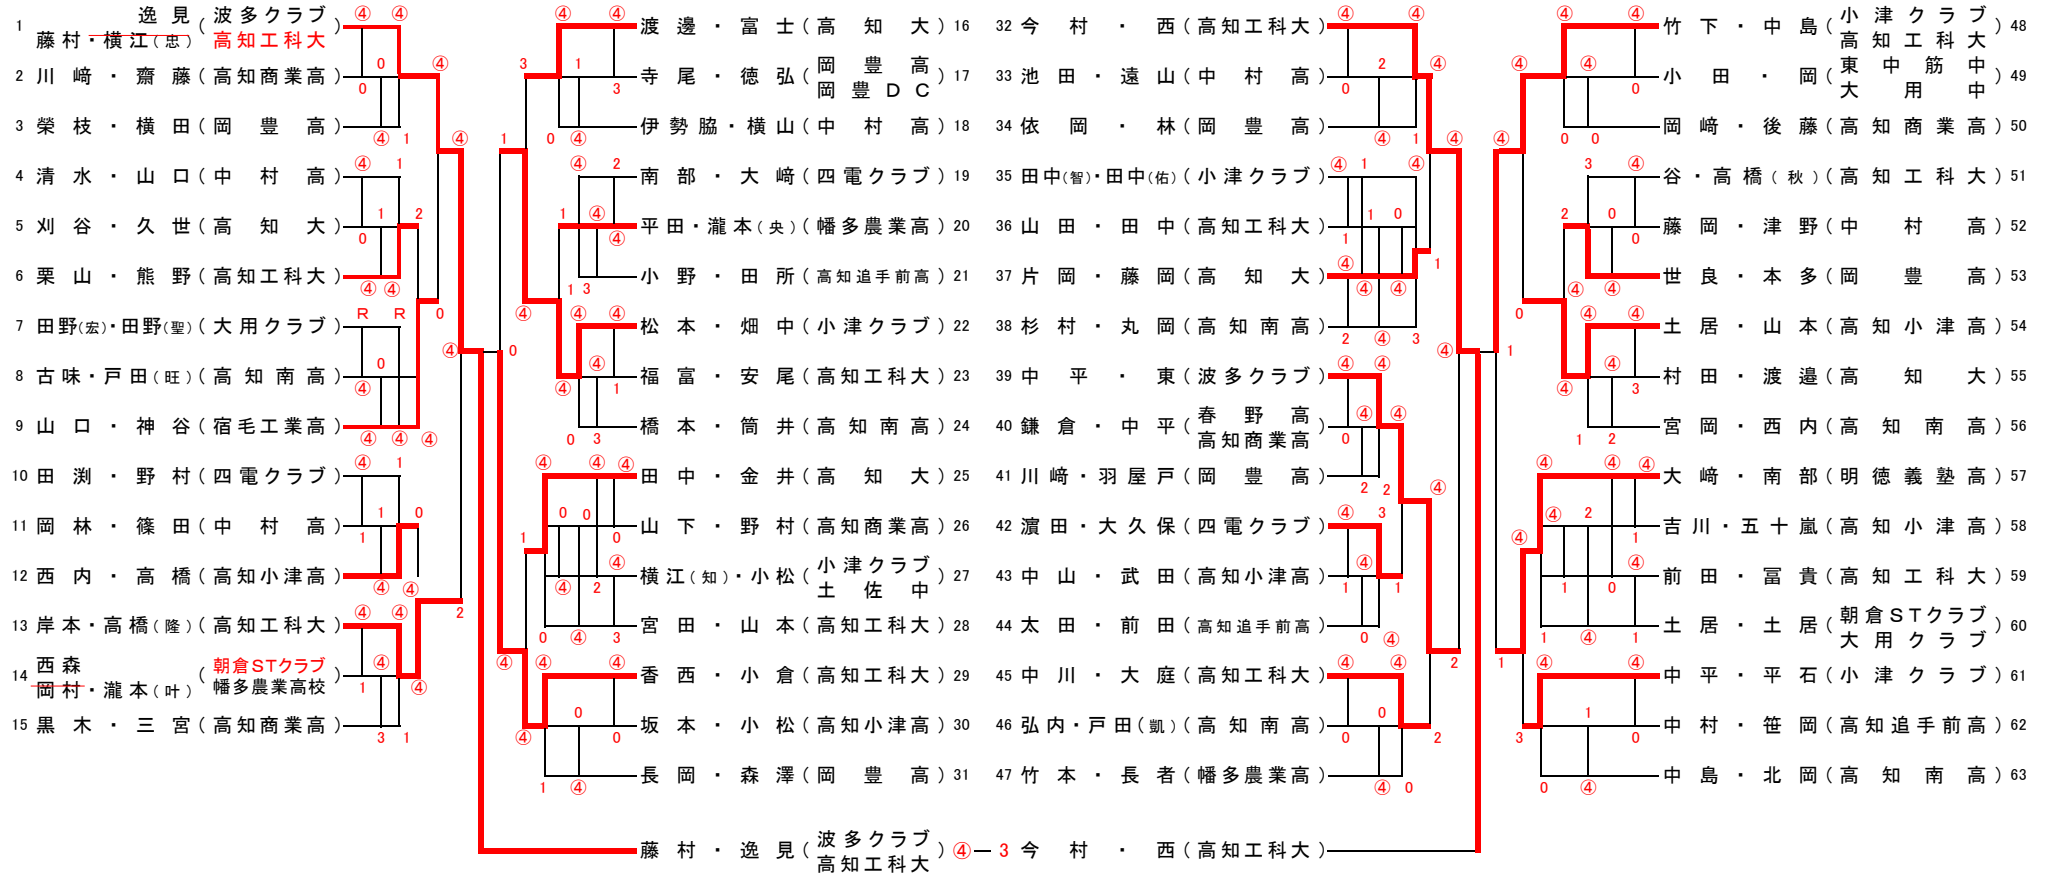 1 藤村・横江(忠) 逸見 (波多クラブ 高知工科大)
2 川﨑・齋藤(高知商業高)
3 榮枝・横田(岡豊高)
4 清水・山口(中村高)
5 刈谷・久世(高知大)
6 栗山・熊野(高知工科大)
7 田野(宏)・田野(聖)(大用クラブ)
8 古味・戸田(旺)(高知南高)
9 山口・神谷(宿毛工業高)
10 田渕・野村(四電クラブ)
11 岡林・篠田(中村高)
12 西内・高橋(高知小津高)
13 岸本・高橋(隆)(高知工科大)
14 西森 岡村・瀧本(叶)(朝倉STクラブ 幡多農業高校
15 黒木・三宮(高知商業高)
渡邊・富士(高知大)16
寺尾・徳弘(岡豊高 岡豊DC)17
伊勢脇・横山(中村高)18
南部・大﨑(四電クラブ)19
平田・瀧本(央)(幡多農業高)20
小野・田所(高知追手前高)21
松本・畑中(小津クラブ)22
福富・安尾(高知工科大)23
橋本・筒井(高知南高)24
田中・金井(高知大)25
山下・野村(高知商業高)26
横江(知)・小松(小津クラブ 土佐中)27
宮田・山本(高知工科大)28
香西・小倉(高知工科大)29
坂本・小松(高知小津高)30
長岡・森澤(岡豊高)31
32 今村・西(高知工科大)
33 池田・遠山(中村高)
34 依岡・林(岡豊高)
35 田中(智)・田中(佑)(小津クラブ)
36 山田・田中(高知工科大)
37 片岡・藤岡(高知大)
38 杉村・丸岡(高知南高)
39 中平・東(波多クラブ)
40 鎌倉・中平(春野高 高知商業高
41 川﨑・羽屋戸(岡豊高)
42 濵田・大久保(四電クラブ)
43 中山・武田(高知小津高)
44 太田・前田(高知追手前高)
45 中川・大庭(高知工科大)
46 弘内・戸田(凱)(高知南高)
47 竹本・長者(幡多農業高)
竹下・中島(小津クラブ 高知工科大)48
小田・岡(東中筋中 大用中)49
岡﨑・後藤(高知商業高)50
谷・高橋(秋)(高知工科大)51
藤岡・津野(中村高)52
世良・本多(岡豊高)53
土居・山本(高知小津高)54
村田・渡邉(高知大)55
宮岡・西内(高知南高)56
大﨑・南部(明徳義塾高)57
吉川・五十嵐(高知小津高)58
前田・冨貴(高知工科大)59
土居・土居(朝倉STクラブ 大用クラブ)60
中平・平石(小津クラブ)61
中村・笹岡(高知追手前高)62
中島・北岡(高知南高)63
藤村・逸見(波多クラブ 高知工科大)④―3 今村・西(高知工科大)